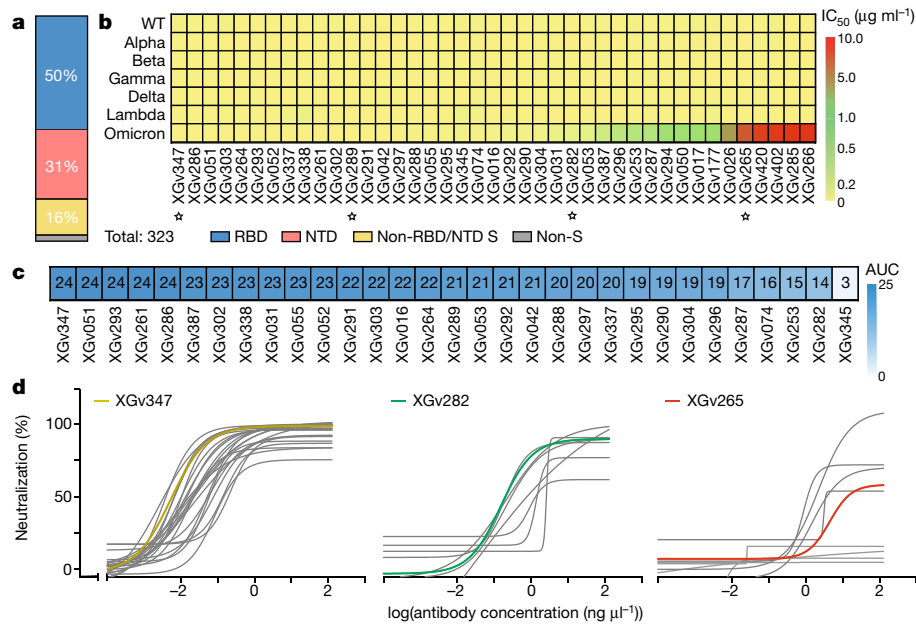 a
50%
31%
16%
Total: 323
b
WT
Alpha
Beta
Gamma
Delta
Lambda
Omicron
XGv347 XGv286 XGv051 XGv303 XGv264 XGv293 XGv052 XGv337 XGv338 XGv261 XGv302 XGv289 XGv291 XGv042 XGv297 XGv288 XGv055 XGv295 XGv345 XGv074 XGv016 XGv292 XGv290 XGv304 XGv031 XGv282 XGv053 XGv387 XGv296 XGv253 XGv287 XGv294 XGv050 XGv017 XGv177 XGv026 XGv265 XGv420 XGv402 XGv285 XGv266
IC50 (μg ml−1)
10.0
5.0
1.0
0.2
0
RBD NTD Non-RBD/NTD S Non-S
c
24 24 24 24 24 23 23 23 23 23 23 22 22 22 22 21 21 21 21 20 20 20 19 19 19 19 17 16 15 14 3
XGv347 XGv051 XGv293 XGv261 XGv286 XGv387 XGv302 XGv338 XGv031 XGv055 XGv052 XGv291 XGv303 XGv016 XGv264 XGv289 XGv053 XGv292 XGv042 XGv288 XGv297 XGv337 XGv295 XGv290 XGv304 XGv296 XGv287 XGv074 XGv253 XGv282 XGv345
AUC
25
0
d
XGv347 XGv282 XGv265
Neutralization (%)
100
50
0
−2 0 2 −2 0 2 −2 0 2
log(antibody concentration (ng μl−1))